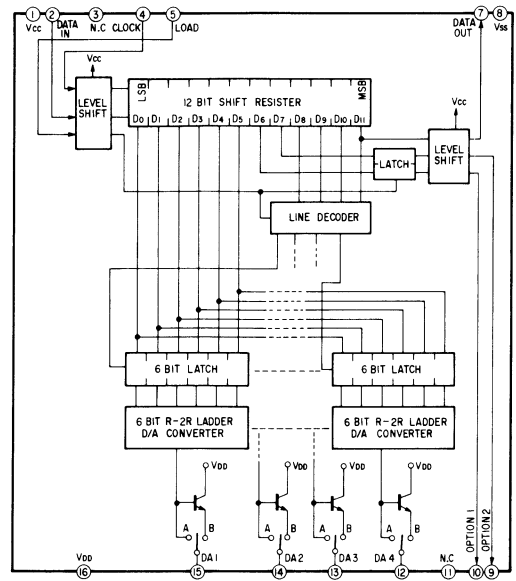 1 2 3 4 5 7 8
Vcc DATA IN N.C CLOCK LOAD DATA OUT Vss
Vcc
LEVEL SHIFT
LSB MSB
12 BIT SHIFT RESISTER
D0 D1 D2 D3 D4 D5 D6 D7 D8 D9 D10 D11
Vcc
LEVEL SHIFT
LATCH
LINE DECODER
6 BIT LATCH 6 BIT LATCH
6 BIT R-2R LADDER D/A CONVERTER
6 BIT R-2R LADDER D/A CONVERTER
VDD VDD VDD VDD
A B A B A B A B
OPTION 1
OPTION 2
VDD DA1 DA2 DA3 DA4 N.C
16 15 14 13 12 11 10 9